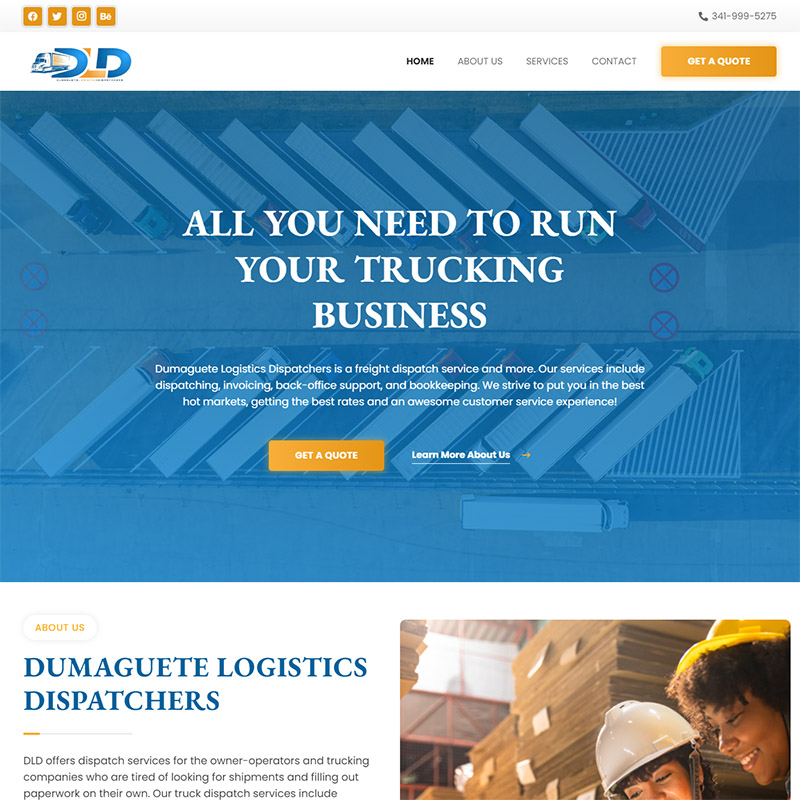 341-999-5275
DLD
HOME
ABOUT US
SERVICES
CONTACT
GET A QUOTE
ALL YOU NEED TO RUN
YOUR TRUCKING
BUSINESS
Dumaguete Logistics Dispatchers is a freight dispatch service and more. Our services include
dispatching, invoicing, back-office support, and bookkeeping. We strive to put you in the best
hot markets, getting the best rates and an awesome customer service experience!
GET A QUOTE
Learn More About Us
ABOUT US
DUMAGUETE LOGISTICS
DISPATCHERS
DLD offers dispatch services for the owner-operators and trucking
companies who are tired of looking for shipments and filling out
paperwork on their own. Our truck dispatch services include